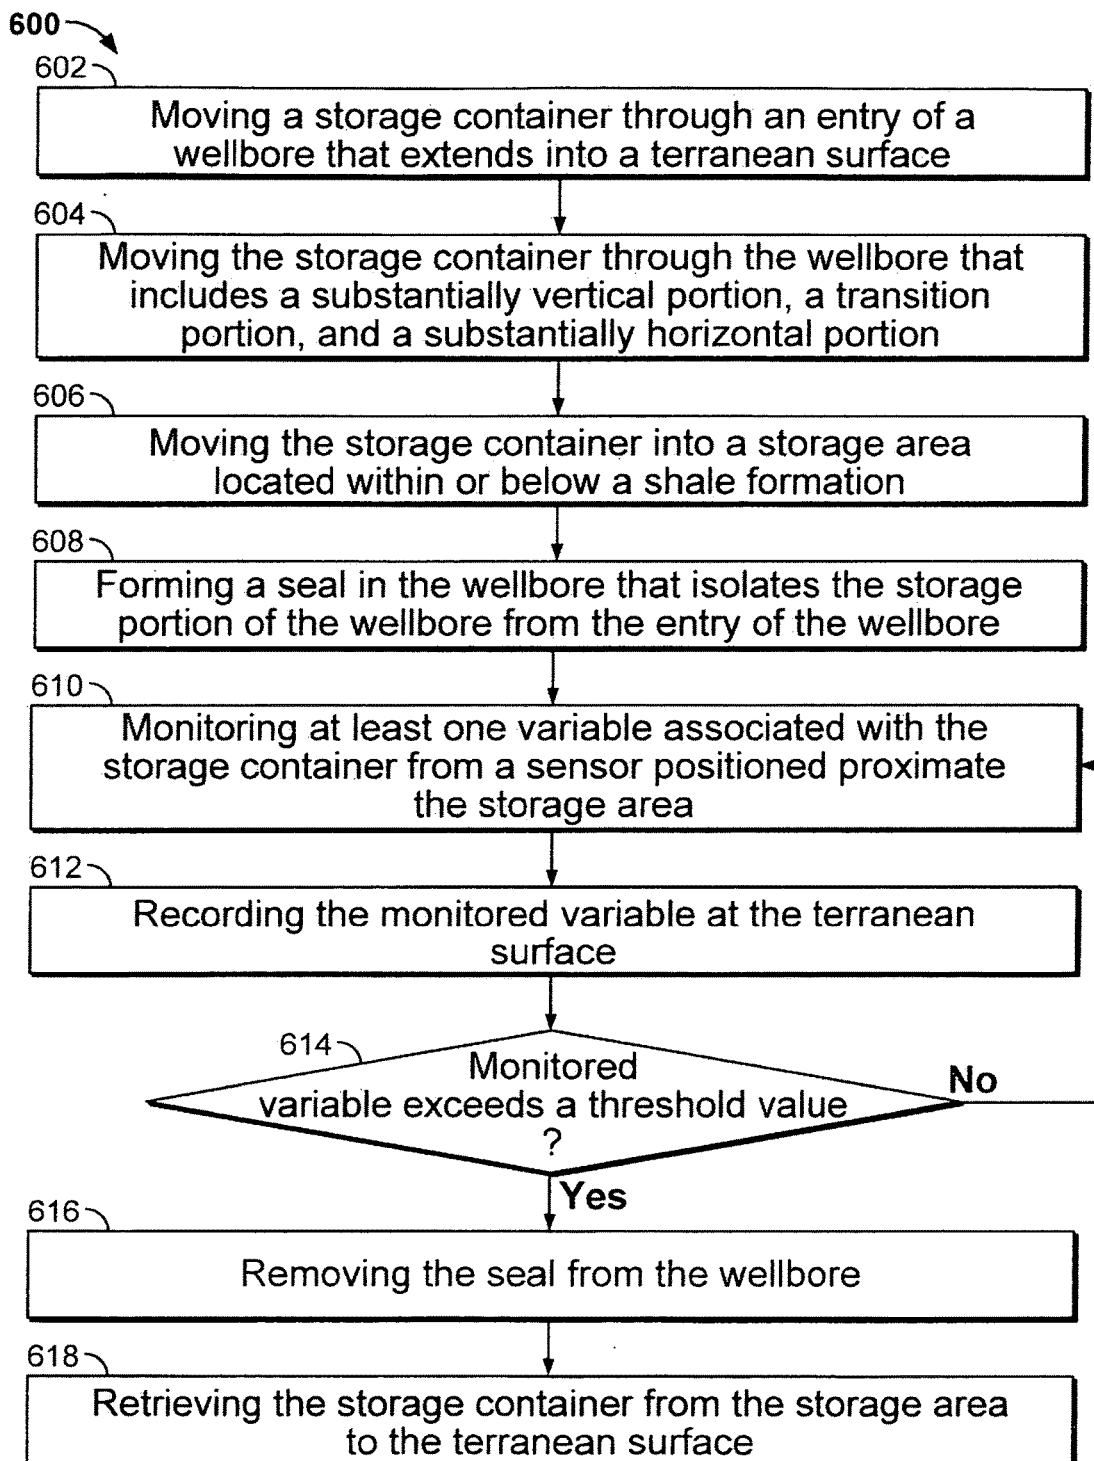 600
602
Moving a storage container through an entry of a
wellbore that extends into a terranean surface
604
Moving the storage container through the wellbore that
includes a substantially vertical portion, a transition
portion, and a substantially horizontal portion
606
Moving the storage container into a storage area
located within or below a shale formation
608
Forming a seal in the wellbore that isolates the storage
portion of the wellbore from the entry of the wellbore
610
Monitoring at least one variable associated with the
storage container from a sensor positioned proximate
the storage area
612
Recording the monitored variable at the terranean
surface
614
Monitored
variable exceeds a threshold value
?
No
Yes
616
Removing the seal from the wellbore
618
Retrieving the storage container from the storage area
to the terranean surface